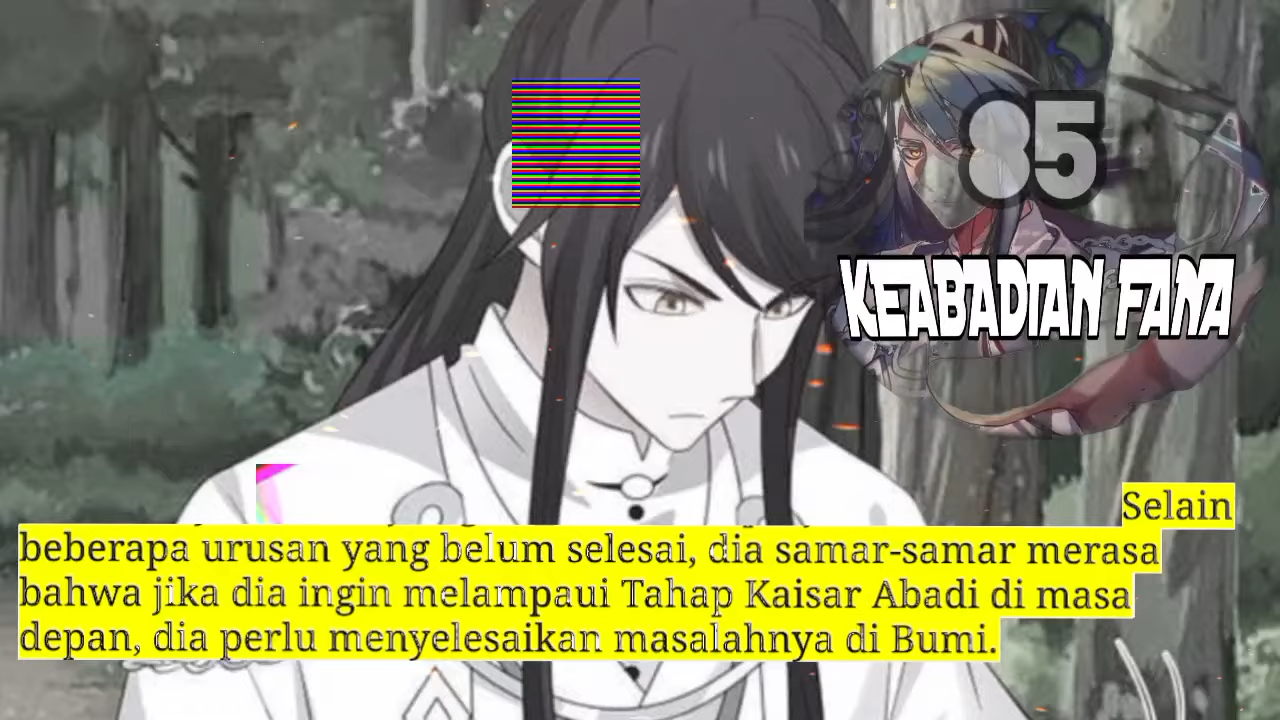 85
KEABADIAN FANA
Selain
beberapa urusan yang belum selesai, dia samar-samar merasa
bahwa jika dia ingin melampaui Tahap Kaisar Abadi di masa
depan, dia perlu menyelesaikan masalahnya di Bumi.